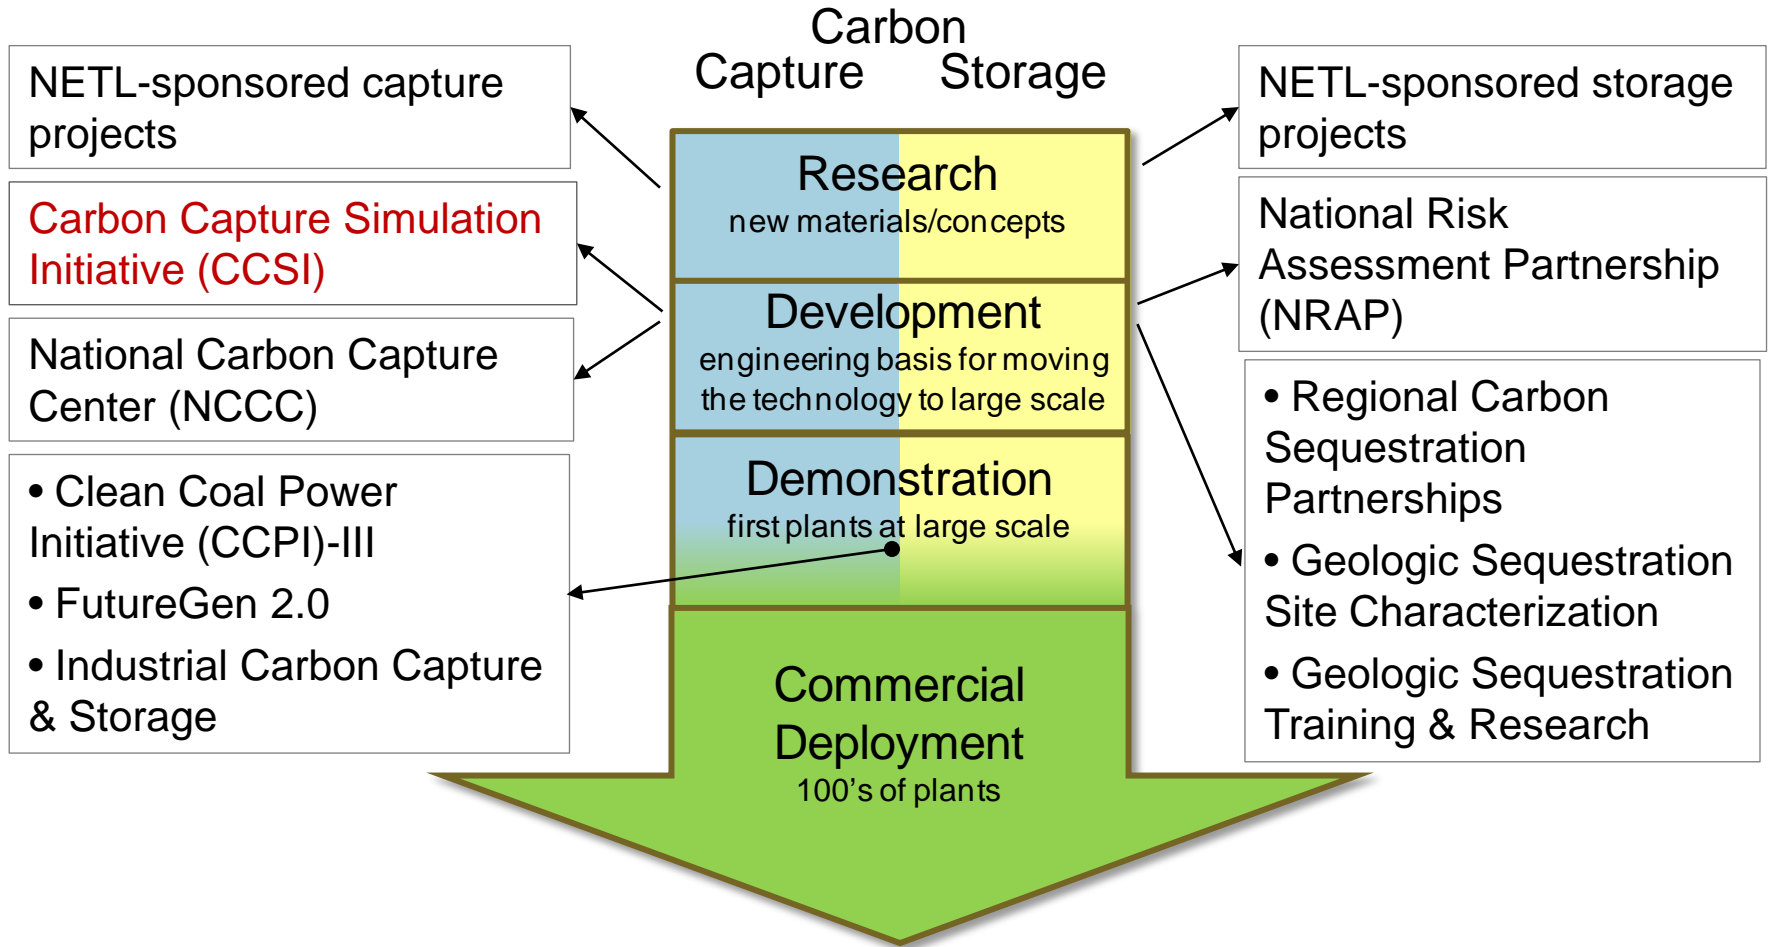 Carbon
Capture Storage
NETL-sponsored capture
projects
Carbon Capture Simulation
Initiative (CCSI)
National Carbon Capture
Center (NCCC)
• Clean Coal Power
Initiative (CCPI)-III
• FutureGen 2.0
• Industrial Carbon Capture
& Storage
Research
new materials/concepts
Development
engineering basis for moving
the technology to large scale
Demonstration
first plants at large scale
Commercial
Deployment
100's of plants
NETL-sponsored storage
projects
National Risk
Assessment Partnership
(NRAP)
• Regional Carbon
Sequestration
Partnerships
• Geologic Sequestration
Site Characterization
• Geologic Sequestration
Training & Research